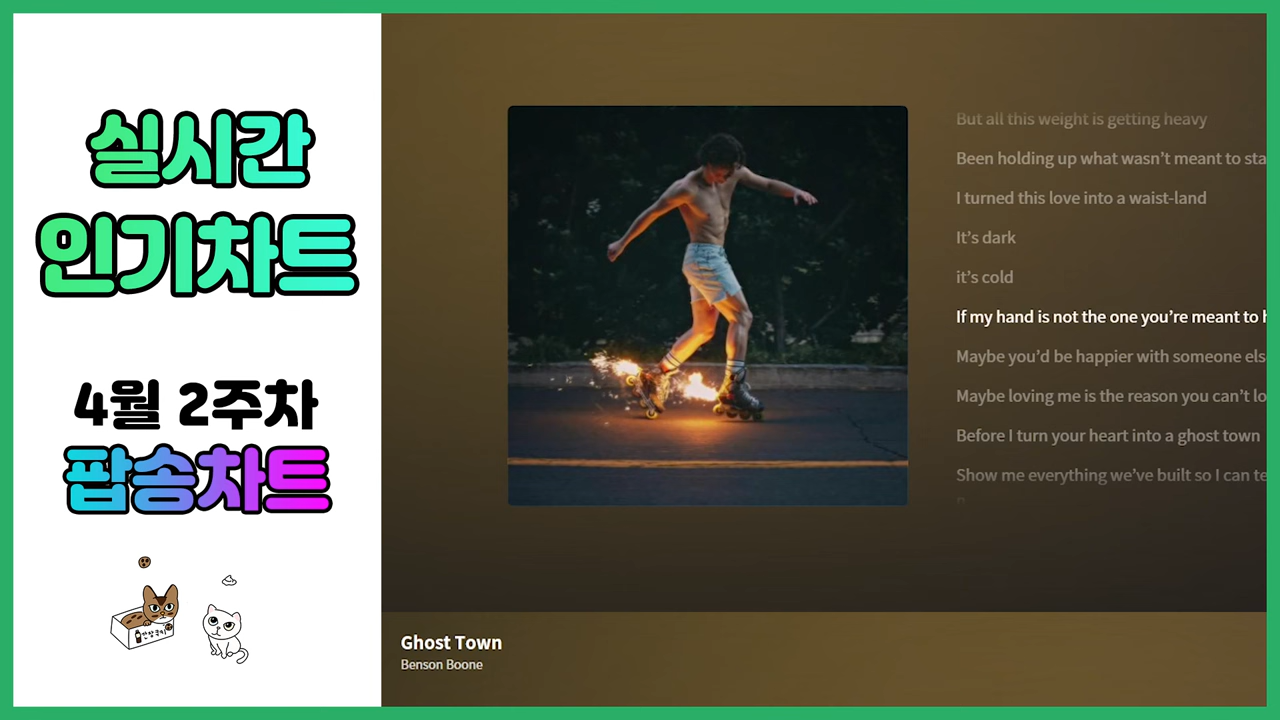 실시간
인기차트
4월 2주차
팝송차트
간장쿠키
But all this weight is getting heavy
Been holding up what wasn't meant to sta
I turned this love into a waist-land
It's dark
it's cold
If my hand is not the one you're meant to h
Maybe you'd be happier with someone els
Maybe loving me is the reason you can't lo
Before I turn your heart into a ghost town
Show me everything we've built so I can te
Ghost Town
Benson Boone